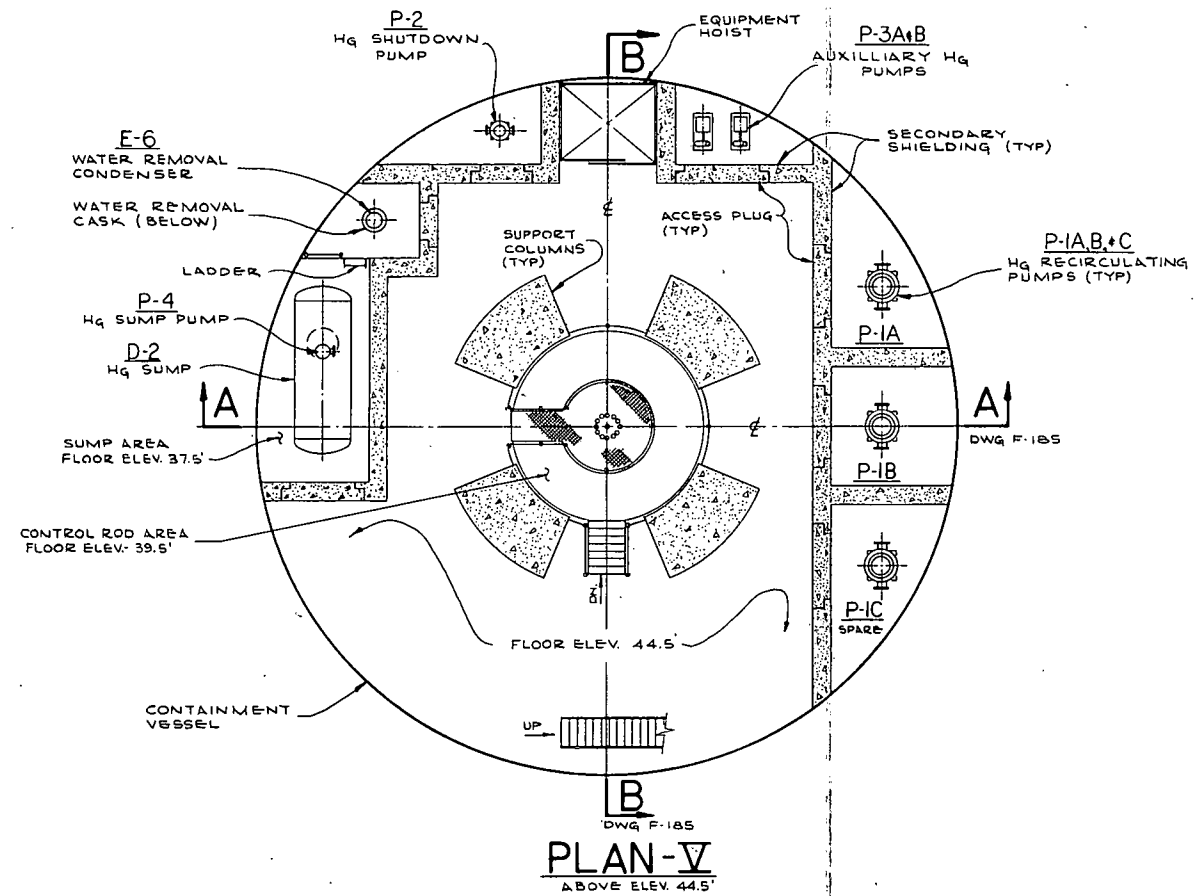 P-2
HG SHUTDOWN
PUMP
EQUIPMENT
HOIST
B
P-3A&B
AUXILLIARY HG
PUMPS
E-6
WATER REMOVAL
CONDENSER
WATER REMOVAL
CASK (BELOW)
SECONDARY
SHIELDING (TYP)
℄
ACCESS PLUG
(TYP)
SUPPORT
COLUMNS
(TYP)
P-1A,B,&C
HG RECIRCULATING
PUMPS (TYP)
LADDER
P-4
HG SUMP PUMP
D-2
HG SUMP
P-1A
A
A
℄
DWG F-185
SUMP AREA
FLOOR ELEV. 37.5'
P-1B
CONTROL ROD AREA
FLOOR ELEV- 39.5'
DN
P-1C
SPARE
FLOOR ELEV. 44.5'
CONTAINMENT
VESSEL
UP
B
DWG F-185
PLAN-V
ABOVE ELEV. 44.5'